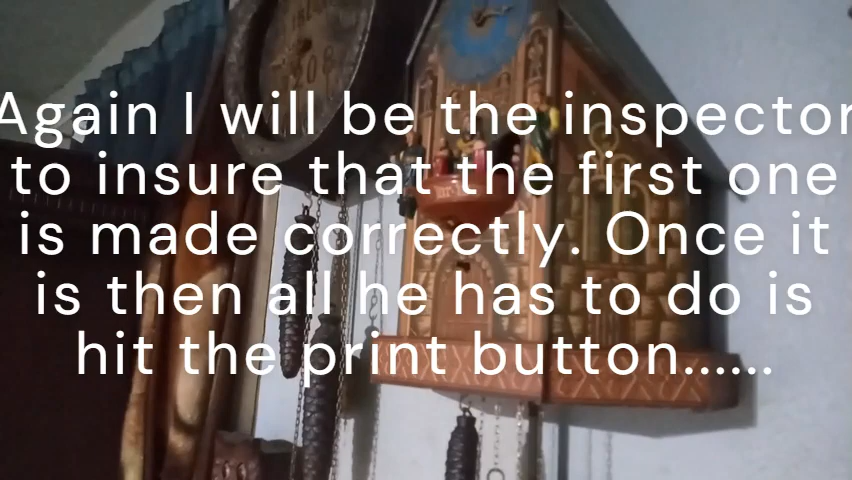 Again I will be the inspector
to insure that the first one
is made correctly. Once it
is then all he has to do is
hit the print button......